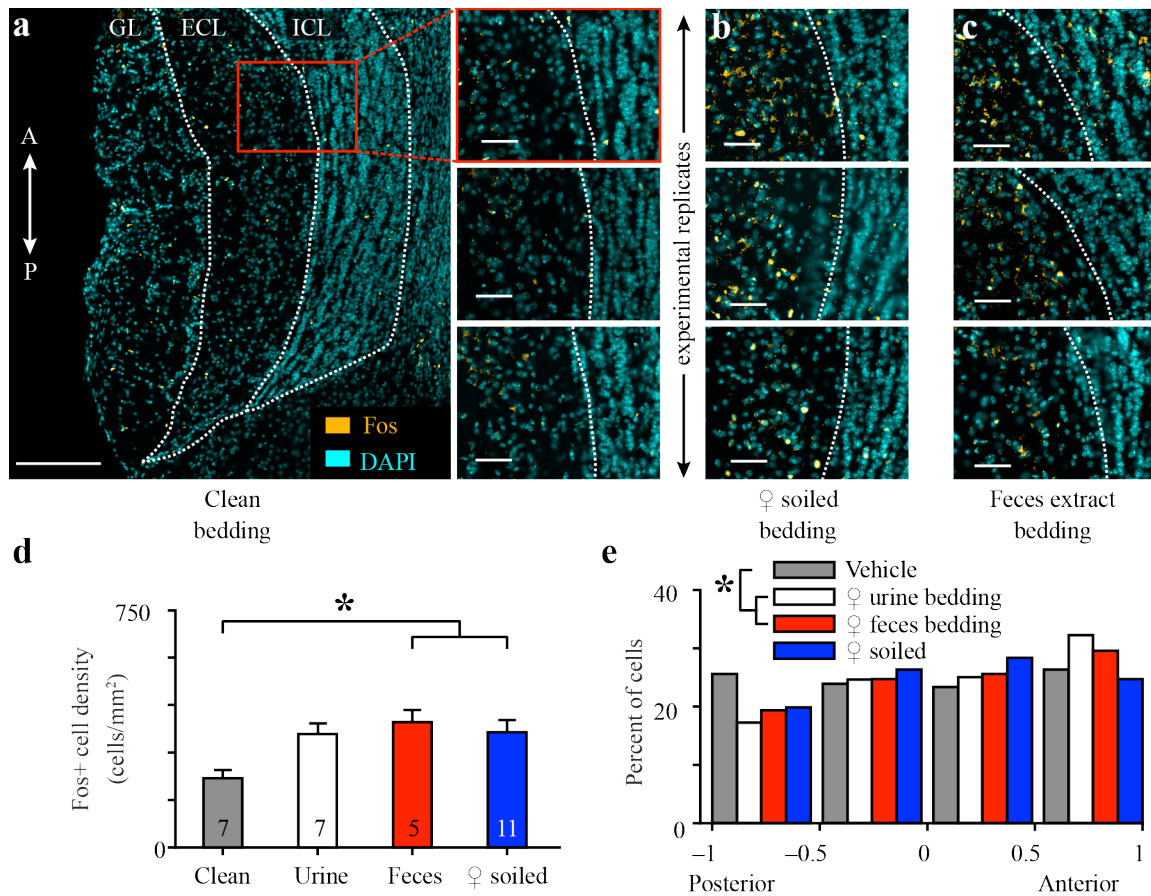 a
GL
ECL
ICL
A
P
Fos
DAPI
Clean
bedding
experimental replicates
b
♀ soiled
bedding
c
Feces extract
bedding
d
Fos+ cell density
(cells/mm²)
750
0
*
7
7
5
11
Clean
Urine
Feces
♀ soiled
e
*
Vehicle
♀ urine bedding
♀ feces bedding
♀ soiled
Percent of cells
40
20
0
–1
–0.5
0
0.5
1
Posterior
Anterior